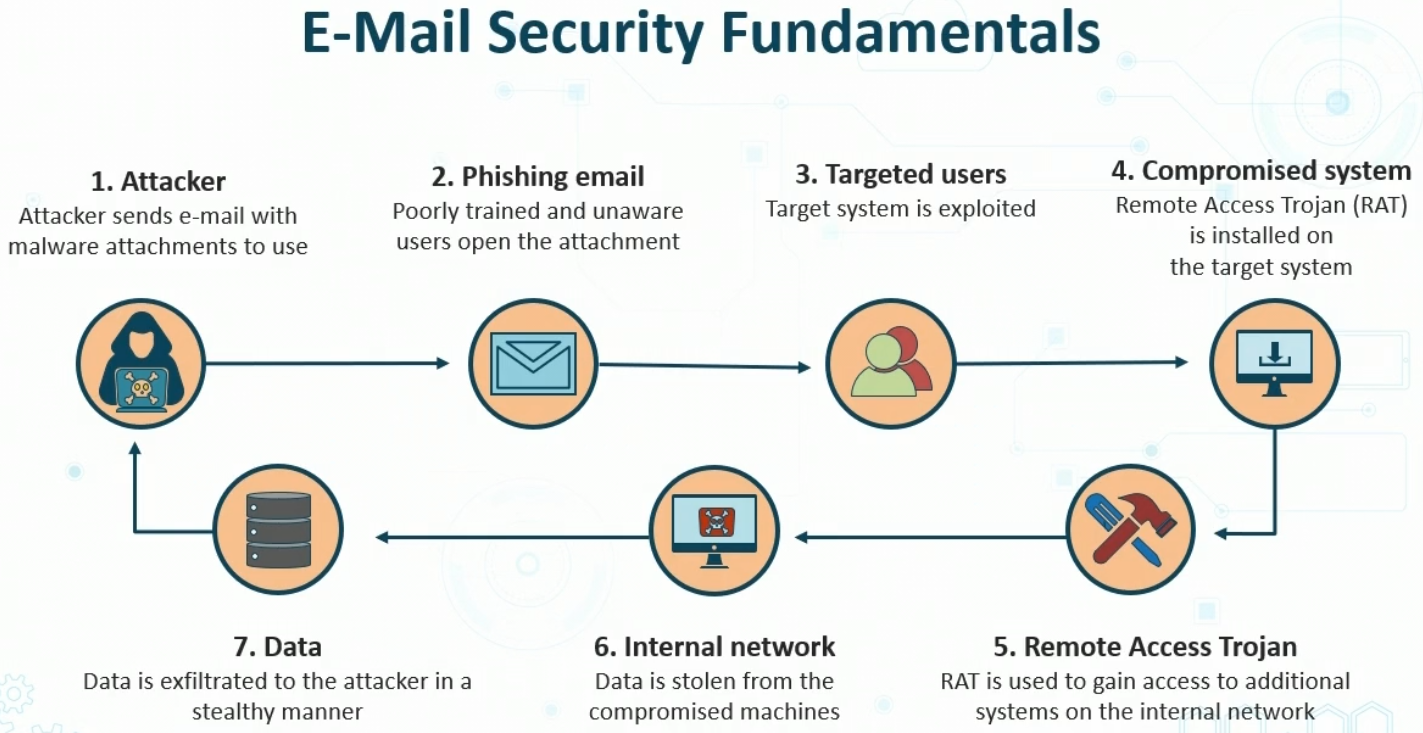 E-Mail Security Fundamentals
1. Attacker
Attacker sends e-mail with
malware attachments to use
2. Phishing email
Poorly trained and unaware
users open the attachment
3. Targeted users
Target system is exploited
4. Compromised system
Remote Access Trojan (RAT)
is installed on
the target system
5. Remote Access Trojan
RAT is used to gain access to additional
systems on the internal network
6. Internal network
Data is stolen from the
compromised machines
7. Data
Data is exfiltrated to the attacker in a
stealthy manner